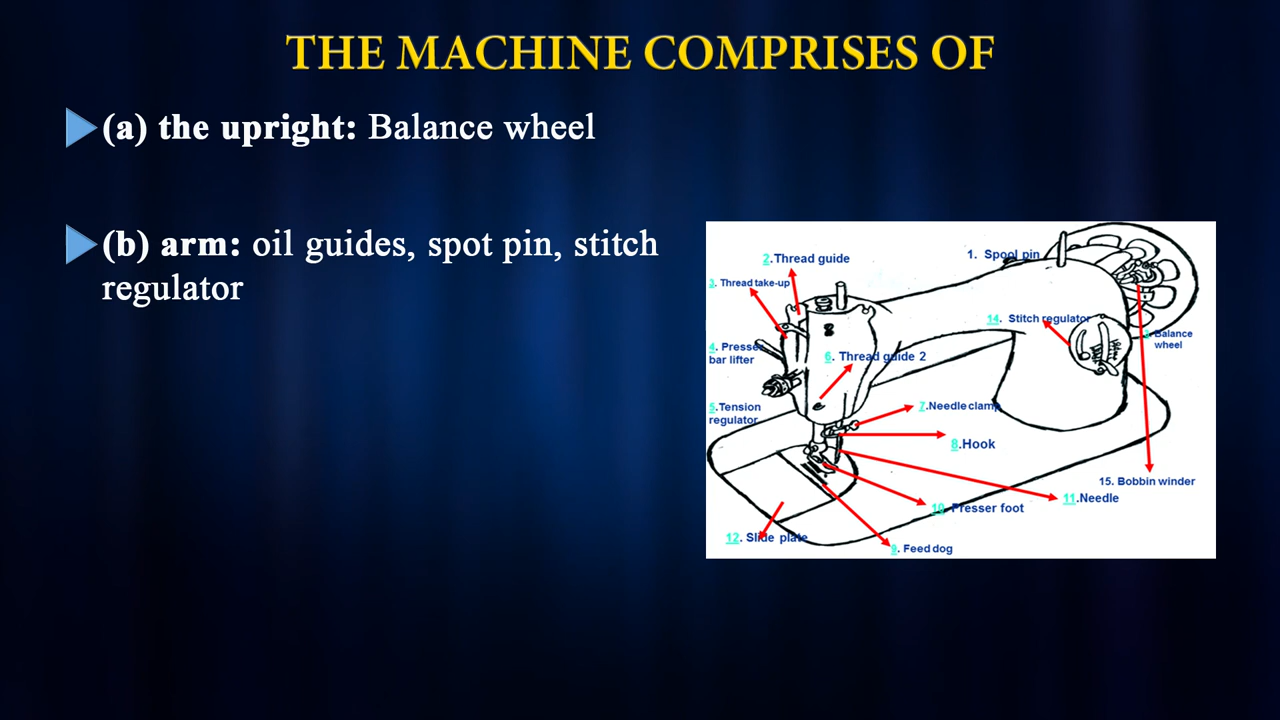 THE MACHINE COMPRISES OF
(a) the upright: Balance wheel
(b) arm: oil guides, spot pin, stitch
regulator
1. Spool pin
2.Thread guide
3. Thread take-up
14. Stitch regulator
Balance
wheel
4. Presser
bar lifter
6. Thread guide 2
5.Tension
regulator
7.Needle clamp
8.Hook
15. Bobbin winder
11.Needle
10. Presser foot
12. Slide plate
9. Feed dog